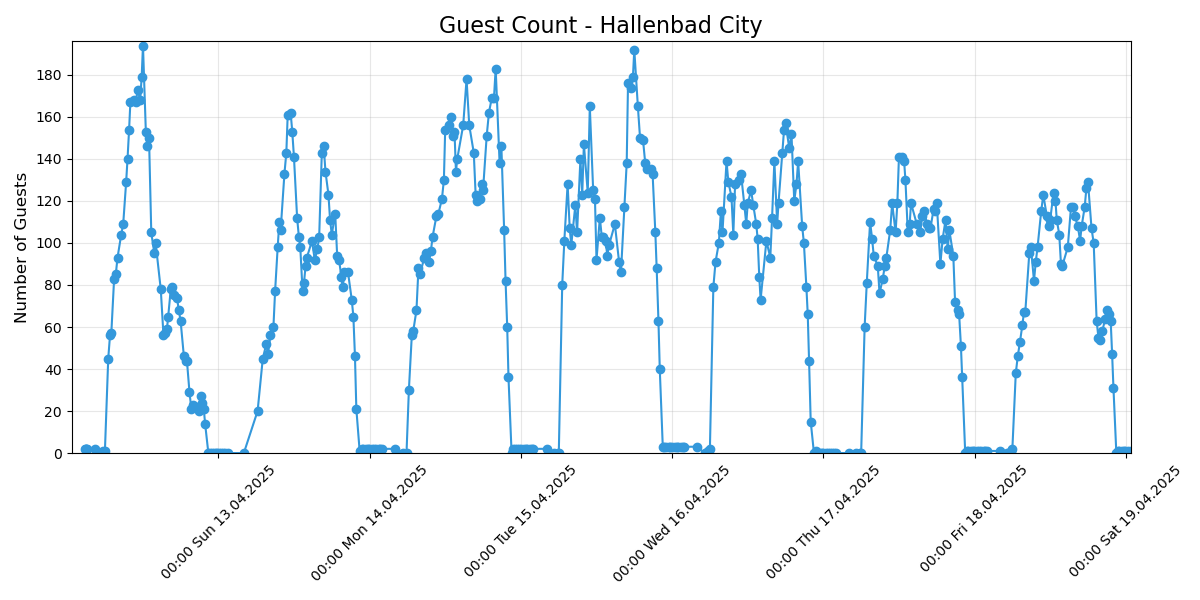 Guest Count - Hallenbad City
Number of Guests
180
160
140
120
100
80
60
40
20
0
00:00 Sun 13.04.2025
00:00 Mon 14.04.2025
00:00 Tue 15.04.2025
00:00 Wed 16.04.2025
00:00 Thu 17.04.2025
00:00 Fri 18.04.2025
00:00 Sat 19.04.2025